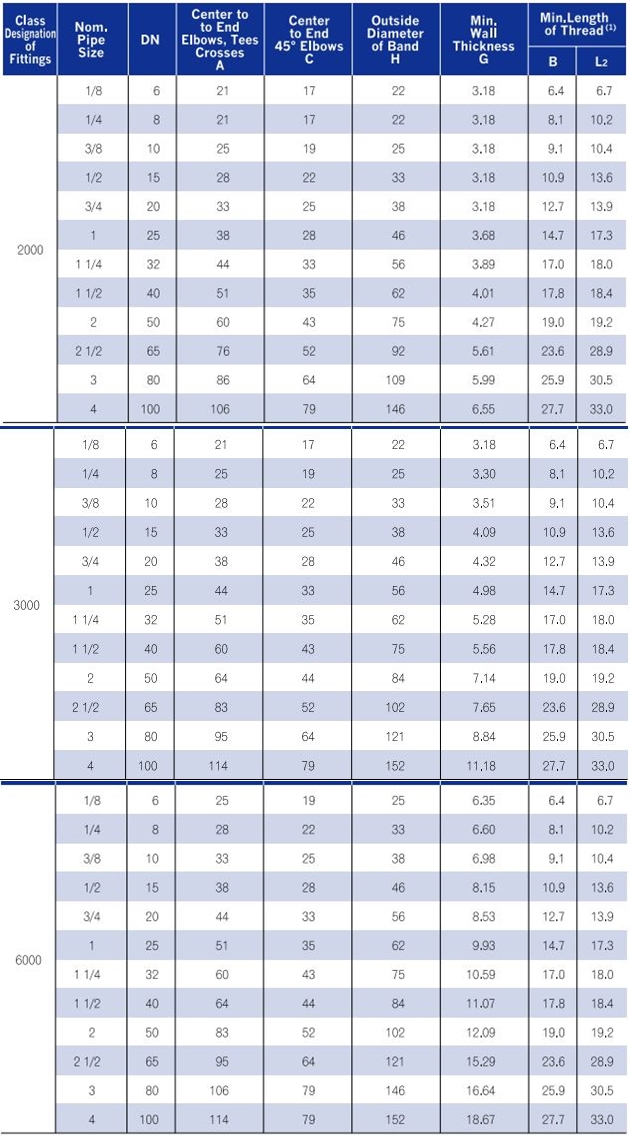 Class Designation of Fittings Nom. Pipe Size DN Center to to End Elbows, Tees Crosses A Center to End 45° Elbows C Outside Diameter of Band H Min. Wall Thickness G Min.Length of Thread(1)
B L2
2000
1/8 6 21 17 22 3.18 6.4 6.7
1/4 8 21 17 22 3.18 8.1 10.2
3/8 10 25 19 25 3.18 9.1 10.4
1/2 15 28 22 33 3.18 10.9 13.6
3/4 20 33 25 38 3.18 12.7 13.9
1 25 38 28 46 3.68 14.7 17.3
1 1/4 32 44 33 56 3.89 17.0 18.0
1 1/2 40 51 35 62 4.01 17.8 18.4
2 50 60 43 75 4.27 19.0 19.2
2 1/2 65 76 52 92 5.61 23.6 28.9
3 80 86 64 109 5.99 25.9 30.5
4 100 106 79 146 6.55 27.7 33.0
3000
1/8 6 21 17 22 3.18 6.4 6.7
1/4 8 25 19 25 3.30 8.1 10.2
3/8 10 28 22 33 3.51 9.1 10.4
1/2 15 33 25 38 4.09 10.9 13.6
3/4 20 38 28 46 4.32 12.7 13.9
1 25 44 33 56 4.98 14.7 17.3
1 1/4 32 51 35 62 5.28 17.0 18.0
1 1/2 40 60 43 75 5.56 17.8 18.4
2 50 64 44 84 7.14 19.0 19.2
2 1/2 65 83 52 102 7.65 23.6 28.9
3 80 95 64 121 8.84 25.9 30.5
4 100 114 79 152 11.18 27.7 33.0
6000
1/8 6 25 19 25 6.35 6.4 6.7
1/4 8 28 22 33 6.60 8.1 10.2
3/8 10 33 25 38 6.98 9.1 10.4
1/2 15 38 28 46 8.15 10.9 13.6
3/4 20 44 33 56 8.53 12.7 13.9
1 25 51 35 62 9.93 14.7 17.3
1 1/4 32 60 43 75 10.59 17.0 18.0
1 1/2 40 64 44 84 11.07 17.8 18.4
2 50 83 52 102 12.09 19.0 19.2
2 1/2 65 95 64 121 15.29 23.6 28.9
3 80 106 79 146 16.64 25.9 30.5
4 100 114 79 152 18.67 27.7 33.0